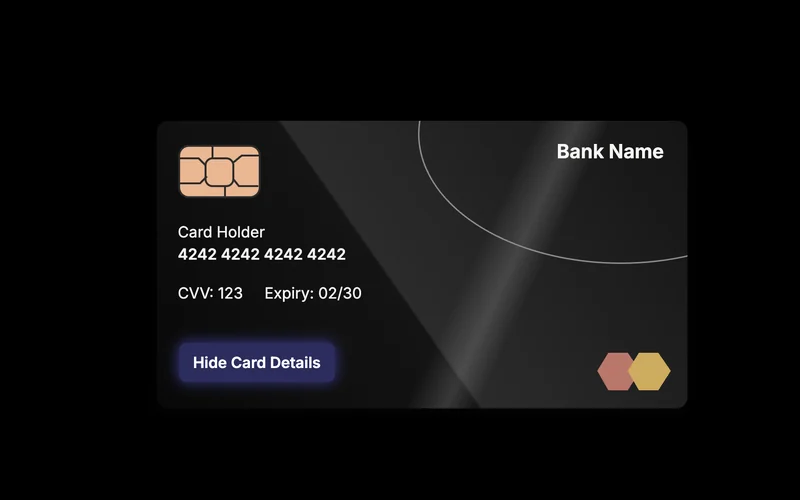 Bank Name
Card Holder
4242 4242 4242 4242
CVV: 123 Expiry: 02/30
Hide Card Details